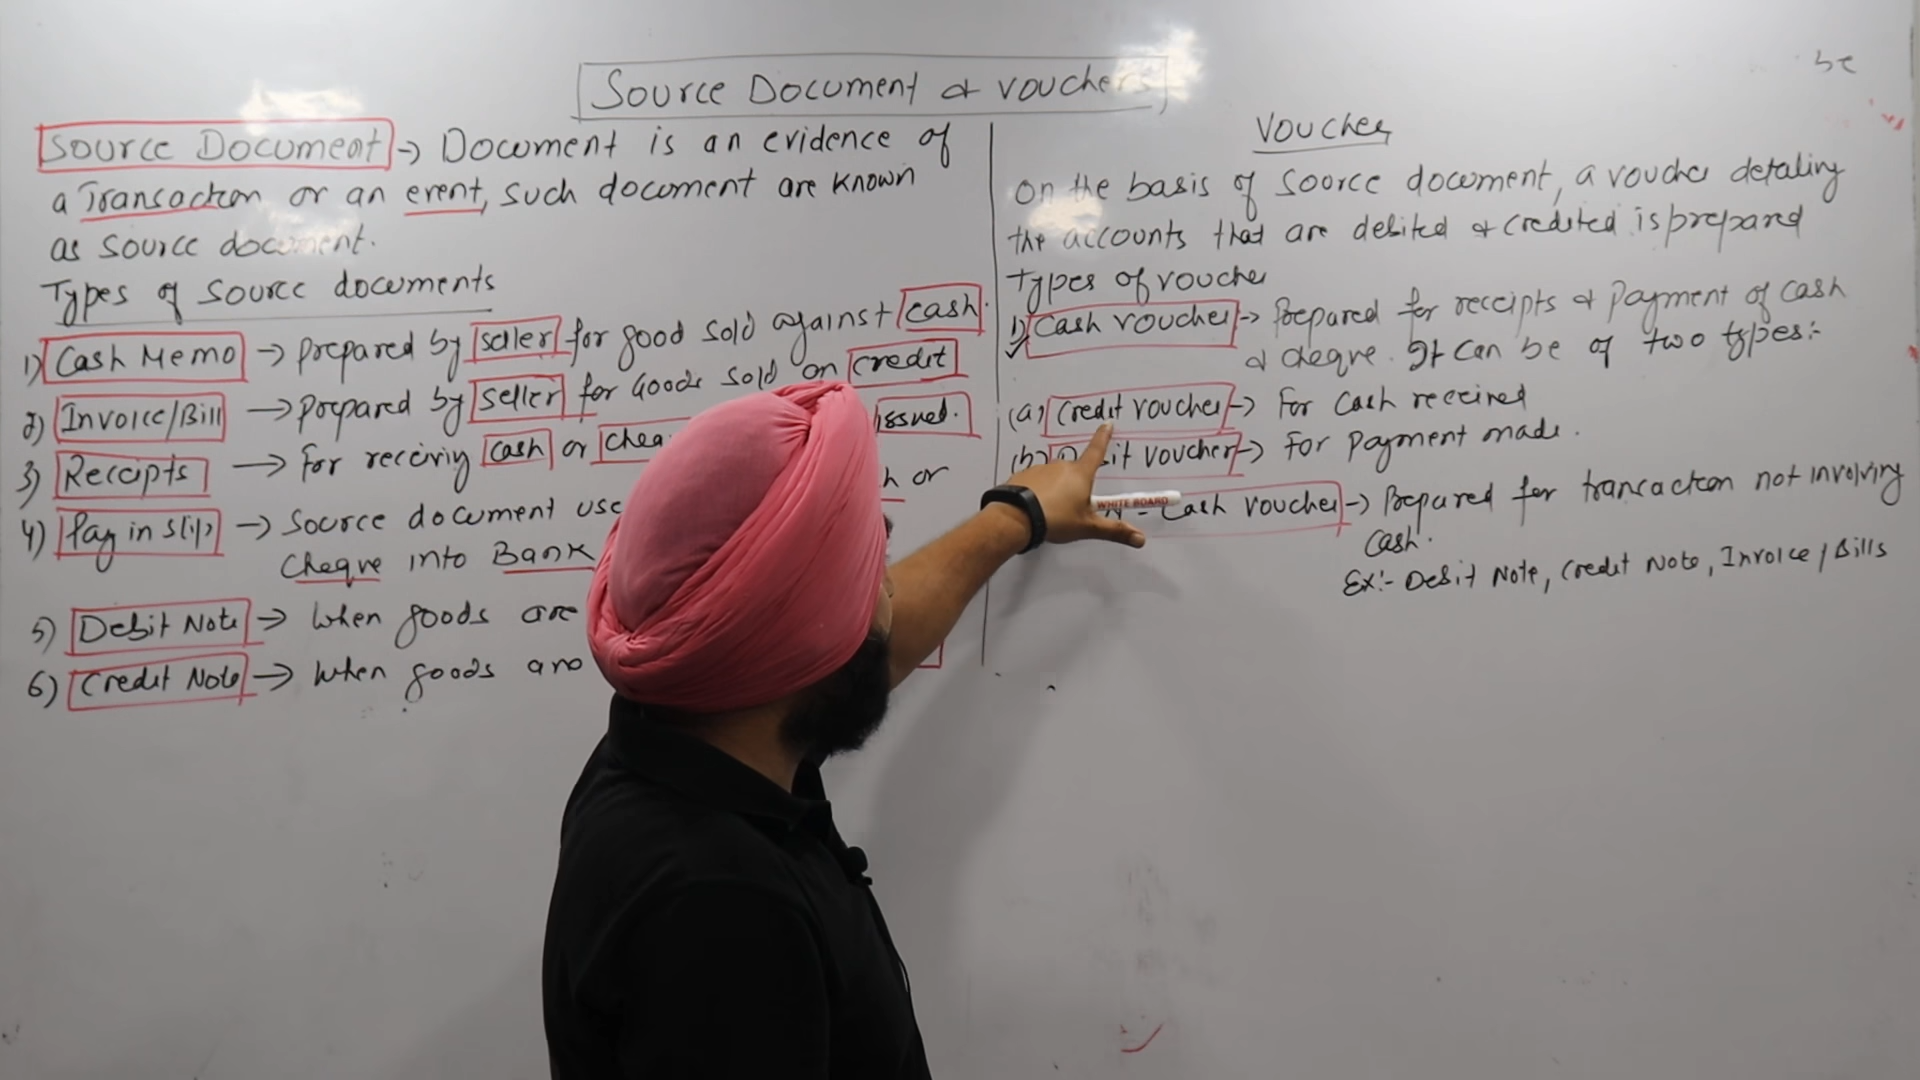 Source Document & Vouchers
Source Document → Document is an evidence of
a Transaction or an event, such document are known
as source document.
Types of source documents
1) Cash Memo → prepared by seller for good sold against cash.
2) Invoice/Bill → prepared by seller for Goods sold on credit
3) Receipts → for receiving cash or issued.
4) Pay in slip → Source document or
Cheque into Bank
5) Debit Note → When goods are
6) Credit Note → When goods are
Voucher
On the basis of source document, a voucher detaling
the accounts that are debited & credited is prepared
Types of voucher
1) Cash voucher → Prepared for receipts & Payment of cash
& cheque. It can be of two types:-
(a) Credit voucher → For Cash received
(b) voucher → For Payment made.
WHITE BOARD
Cash voucher → Prepared for transaction not involving
Cash.
Ex:- Debit Note, Credit Note, Invoice / Bills